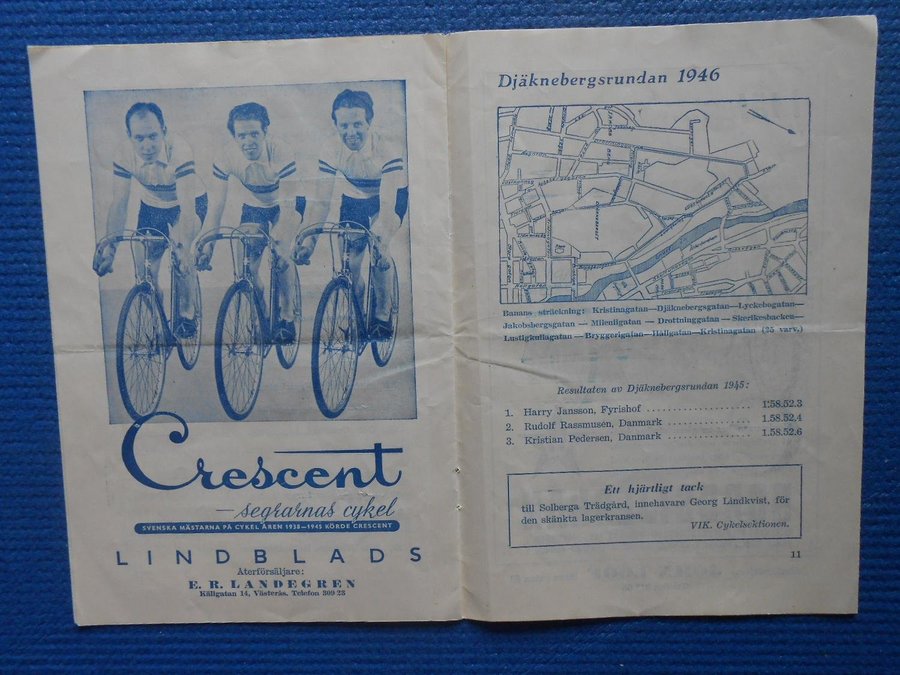 Crescent
— segrarnas cykel
SVENSKA MÄSTARNA PÅ CYKEL ÅREN 1938—1945 KÖRDE CRESCENT
LINDBLADS
Återförsäljare:
E. R. LANDEGREN
Källgatan 14, Västerås. Telefon 309 23
Djäknebergsrundan 1946
Banans sträckning: Kristinagatan—Djäknebergsgatan—Lyckebogatan—
Jakobsbergsgatan — Mileniigatan — Drottninggatan — Skerikesbacken—
Lustigkullagatan — Bryggerigatan—Hällgatan—Kristinagatan (25 varv.)
Resultaten av Djäknebergsrundan 1945:
1. Harry Jansson, Fyrishof .................. 1.58.52.3
2. Rudolf Rassmusen, Danmark ............... 1.58.52.4
3. Kristian Pedersen, Danmark ............... 1.58.52.6
Ett hjärtligt tack
till Solberga Trädgård, innehavare Georg Lindkvist, för
den skänkta lagerkransen.
VIK. Cykelsektionen.
11